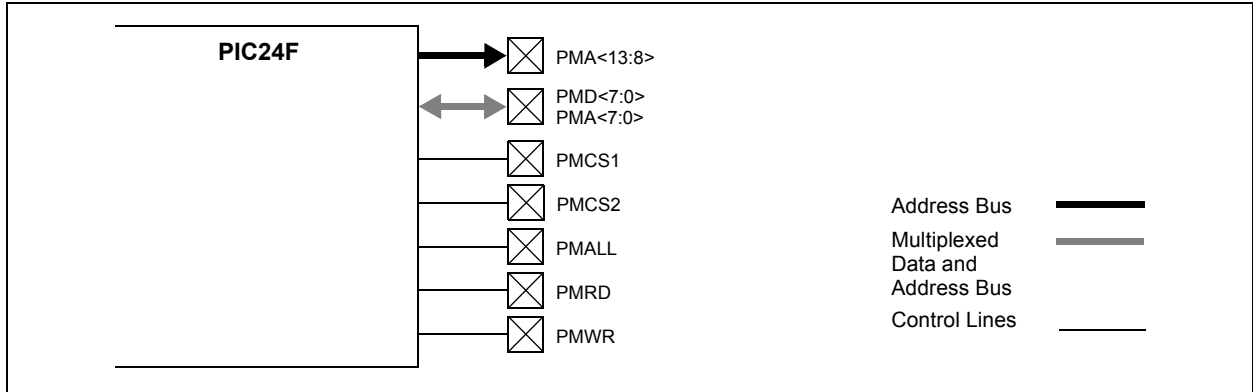 PIC24F
PMA<13:8>
PMD<7:0>
PMA<7:0>
PMCS1
PMCS2
PMALL
PMRD
PMWR
Address Bus
Multiplexed
Data and
Address Bus
Control Lines